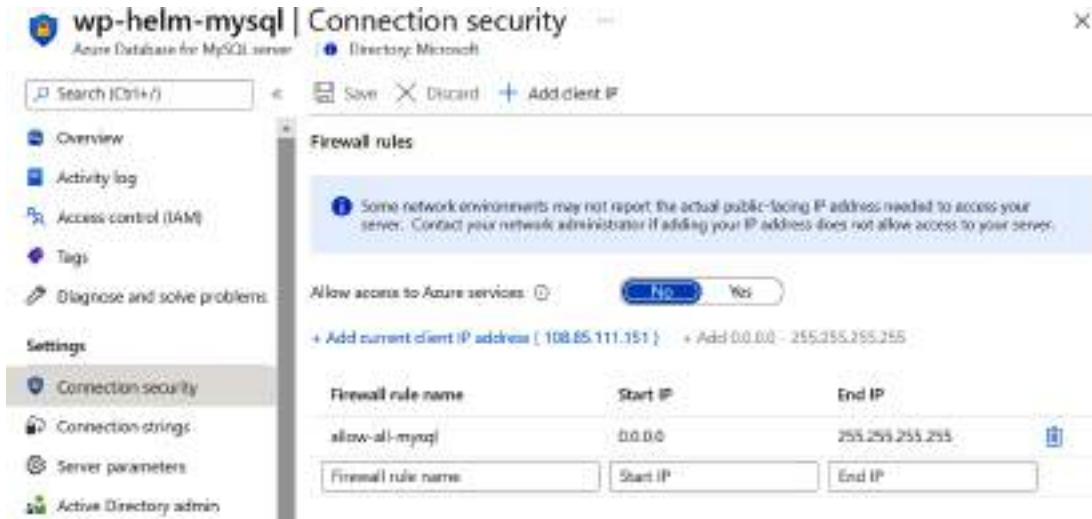 wp-helm-mysql | Connection security ...
Azure Database for MySQL server
Directory: Microsoft
Search (Ctrl+/)
«
Save
Discard
+ Add client IP
Overview
Activity log
Access control (IAM)
Tags
Diagnose and solve problems
Settings
Connection security
Connection strings
Server parameters
Active Directory admin
Firewall rules
Some network environments may not report the actual public-facing IP address needed to access your
server. Contact your network administrator if adding your IP address does not allow access to your server.
Allow access to Azure services
No
Yes
+ Add current client IP address ( 108.85.111.151 ) + Add 0.0.0.0 - 255.255.255.255
Firewall rule name Start IP End IP
allow-all-mysql 0.0.0.0 255.255.255.255
Firewall rule name Start IP End IP